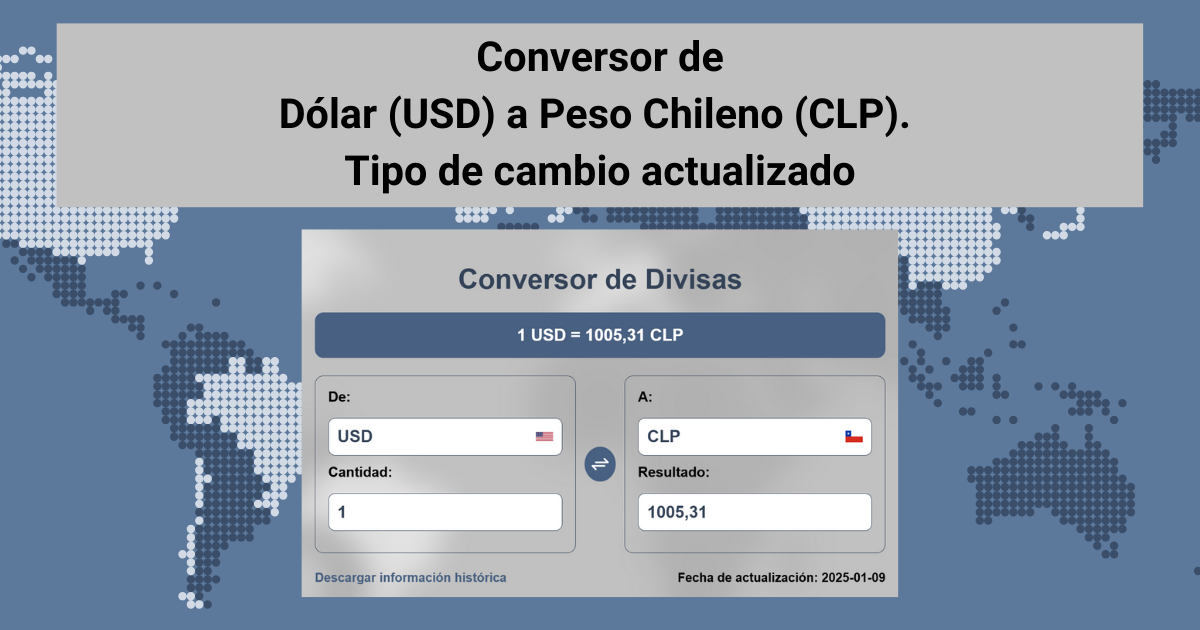 Conversor de
Dólar (USD) a Peso Chileno (CLP).
Tipo de cambio actualizado
Conversor de Divisas
1 USD = 1005,31 CLP
De:
USD
Cantidad:
1
A:
CLP
Resultado:
1005,31
Descargar información histórica
Fecha de actualización: 2025-01-09